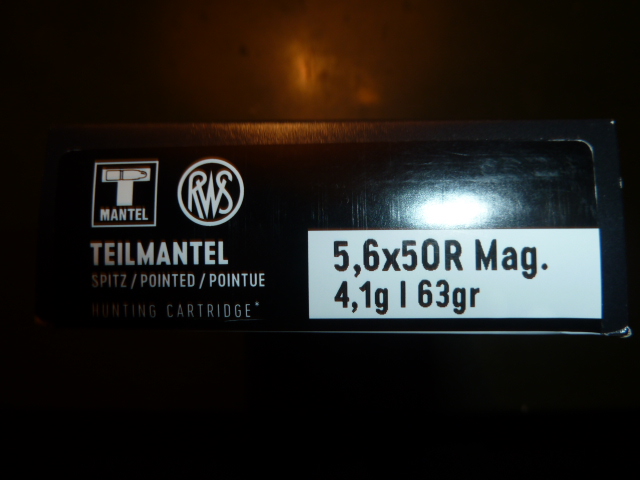 T
MANTEL
RWS
TEILMANTEL
SPITZ / POINTED / POINTUE
HUNTING CARTRIDGE*
5,6x50R Mag.
4,1g | 63gr